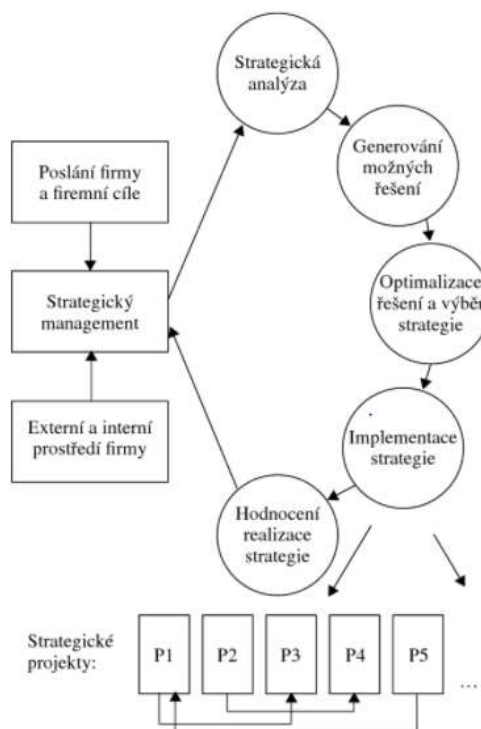 Strategická
analýza
Generování
možných
řešení
Poslání firmy
a firemní cíle
Strategický
management
Optimalizace
řešení a výběr
strategie
Externí a interní
prostředí firmy
Implementace
strategie
Hodnocení
realizace
strategie
Strategické
projekty:
P1 P2 P3 P4 P5 ...